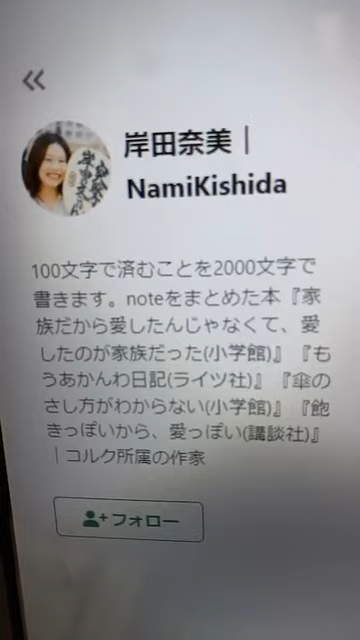 岸田奈美｜
NamiKishida
100文字で済むことを2000文字で
書きます。noteをまとめた本『家
族だから愛したんじゃなくて、愛
したのが家族だった(小学館)』『も
うあかんわ日記(ライツ社)』『傘の
さし方がわからない(小学館)』『飽
きっぽいから、愛っぽい(講談社)』
｜コルク所属の作家
フォロー